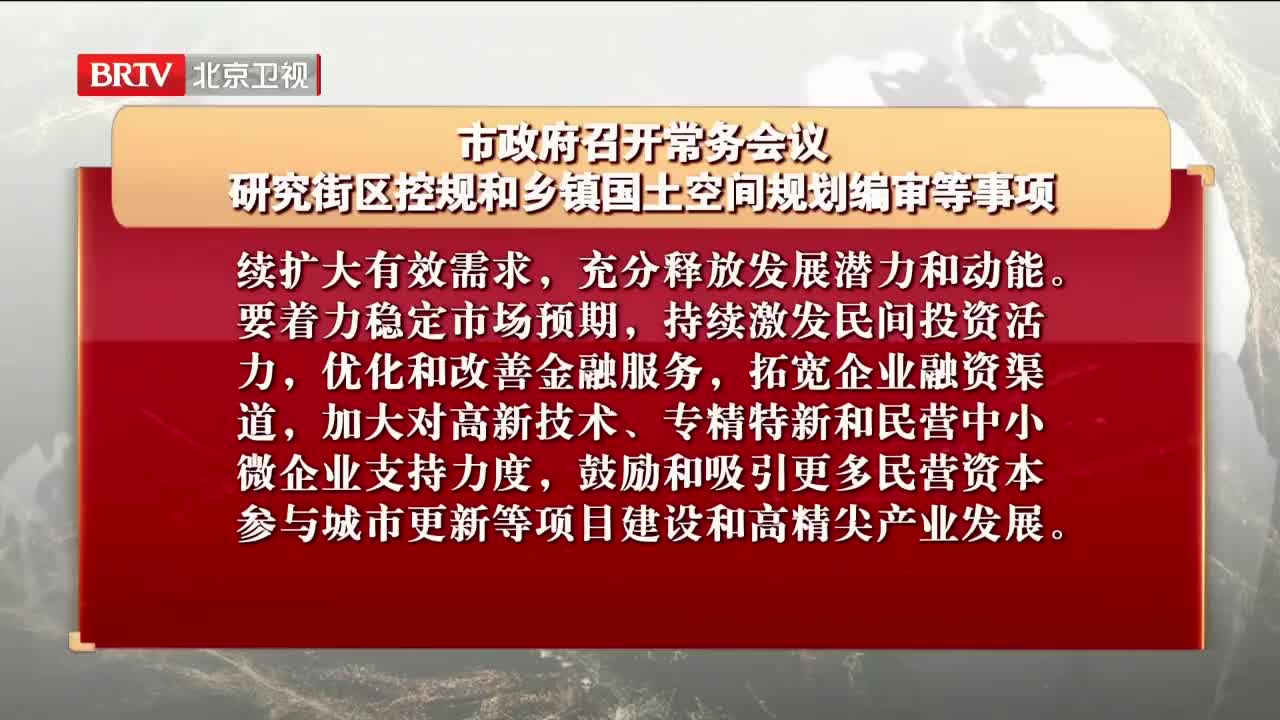 BRTV 北京卫视
市政府召开常务会议
研究街区控规和乡镇国土空间规划编审等事项
续扩大有效需求，充分释放发展潜力和动能。
要着力稳定市场预期，持续激发民间投资活
力，优化和改善金融服务，拓宽企业融资渠
道，加大对高新技术、专精特新和民营中小
微企业支持力度，鼓励和吸引更多民营资本
参与城市更新等项目建设和高精尖产业发展。